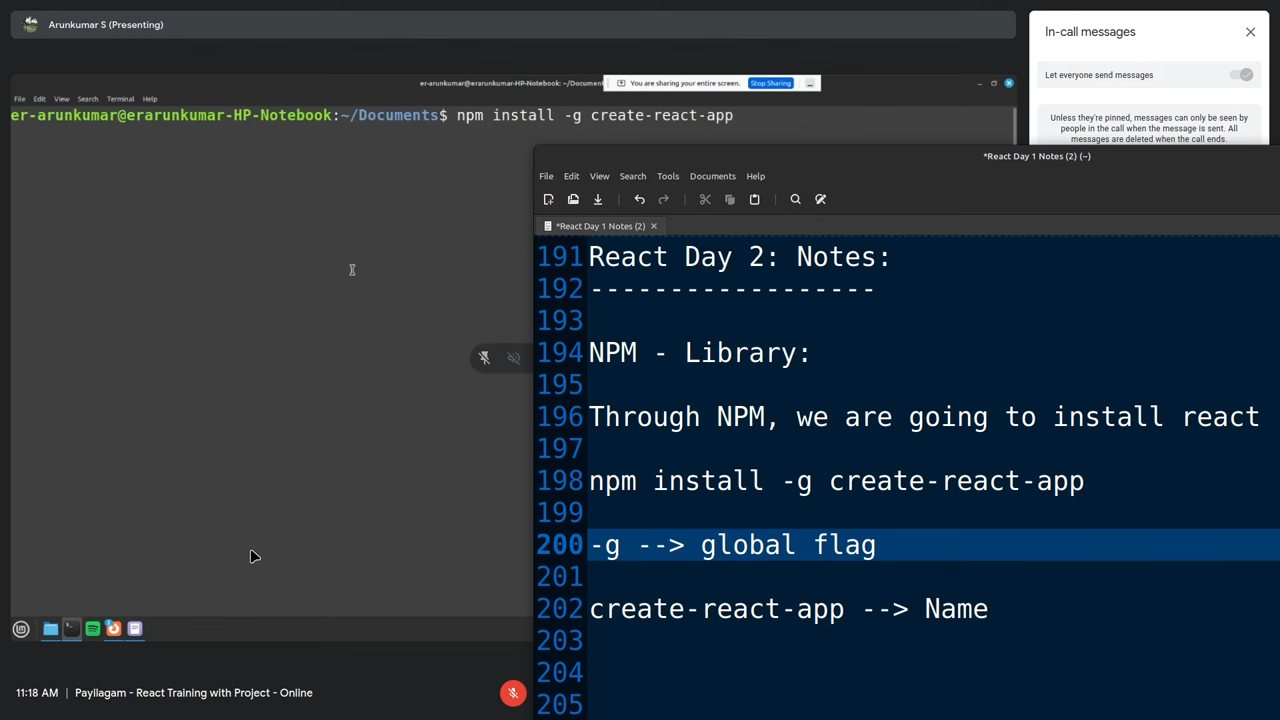 Arunkumar S (Presenting)
In-call messages
Let everyone send messages
Unless they're pinned, messages can only be seen by
people in the call when the message is sent. All
messages are deleted when the call ends.
er-arunkumar@erarunkumar-HP-Notebook: ~/Documen
You are sharing your entire screen.
Stop Sharing
File Edit View Search Terminal Help
er-arunkumar@erarunkumar-HP-Notebook:~/Documents$ npm install -g create-react-app
*React Day 1 Notes (2) (~)
File Edit View Search Tools Documents Help
*React Day 1 Notes (2)
191 React Day 2: Notes:
192 ------------------
193
194 NPM - Library:
195
196 Through NPM, we are going to install react
197
198 npm install -g create-react-app
199
200 -g --> global flag
201
202 create-react-app --> Name
203
204
205
11:18 AM | Payilagam - React Training with Project - Online